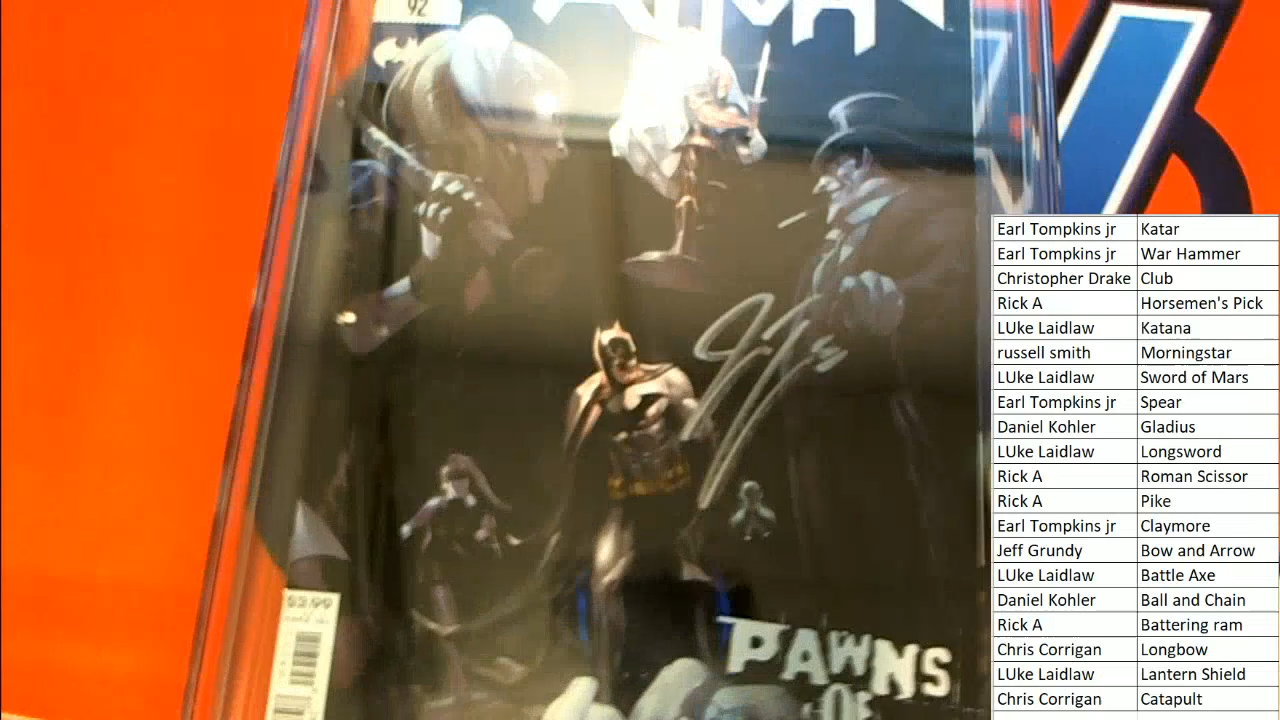 92
BATMAN
$3.99
PAWNS
OF
Earl Tompkins jr Katar
Earl Tompkins jr War Hammer
Christopher Drake Club
Rick A Horsemen's Pick
LUke Laidlaw Katana
russell smith Morningstar
LUke Laidlaw Sword of Mars
Earl Tompkins jr Spear
Daniel Kohler Gladius
LUke Laidlaw Longsword
Rick A Roman Scissor
Rick A Pike
Earl Tompkins jr Claymore
Jeff Grundy Bow and Arrow
LUke Laidlaw Battle Axe
Daniel Kohler Ball and Chain
Rick A Battering ram
Chris Corrigan Longbow
LUke Laidlaw Lantern Shield
Chris Corrigan Catapult